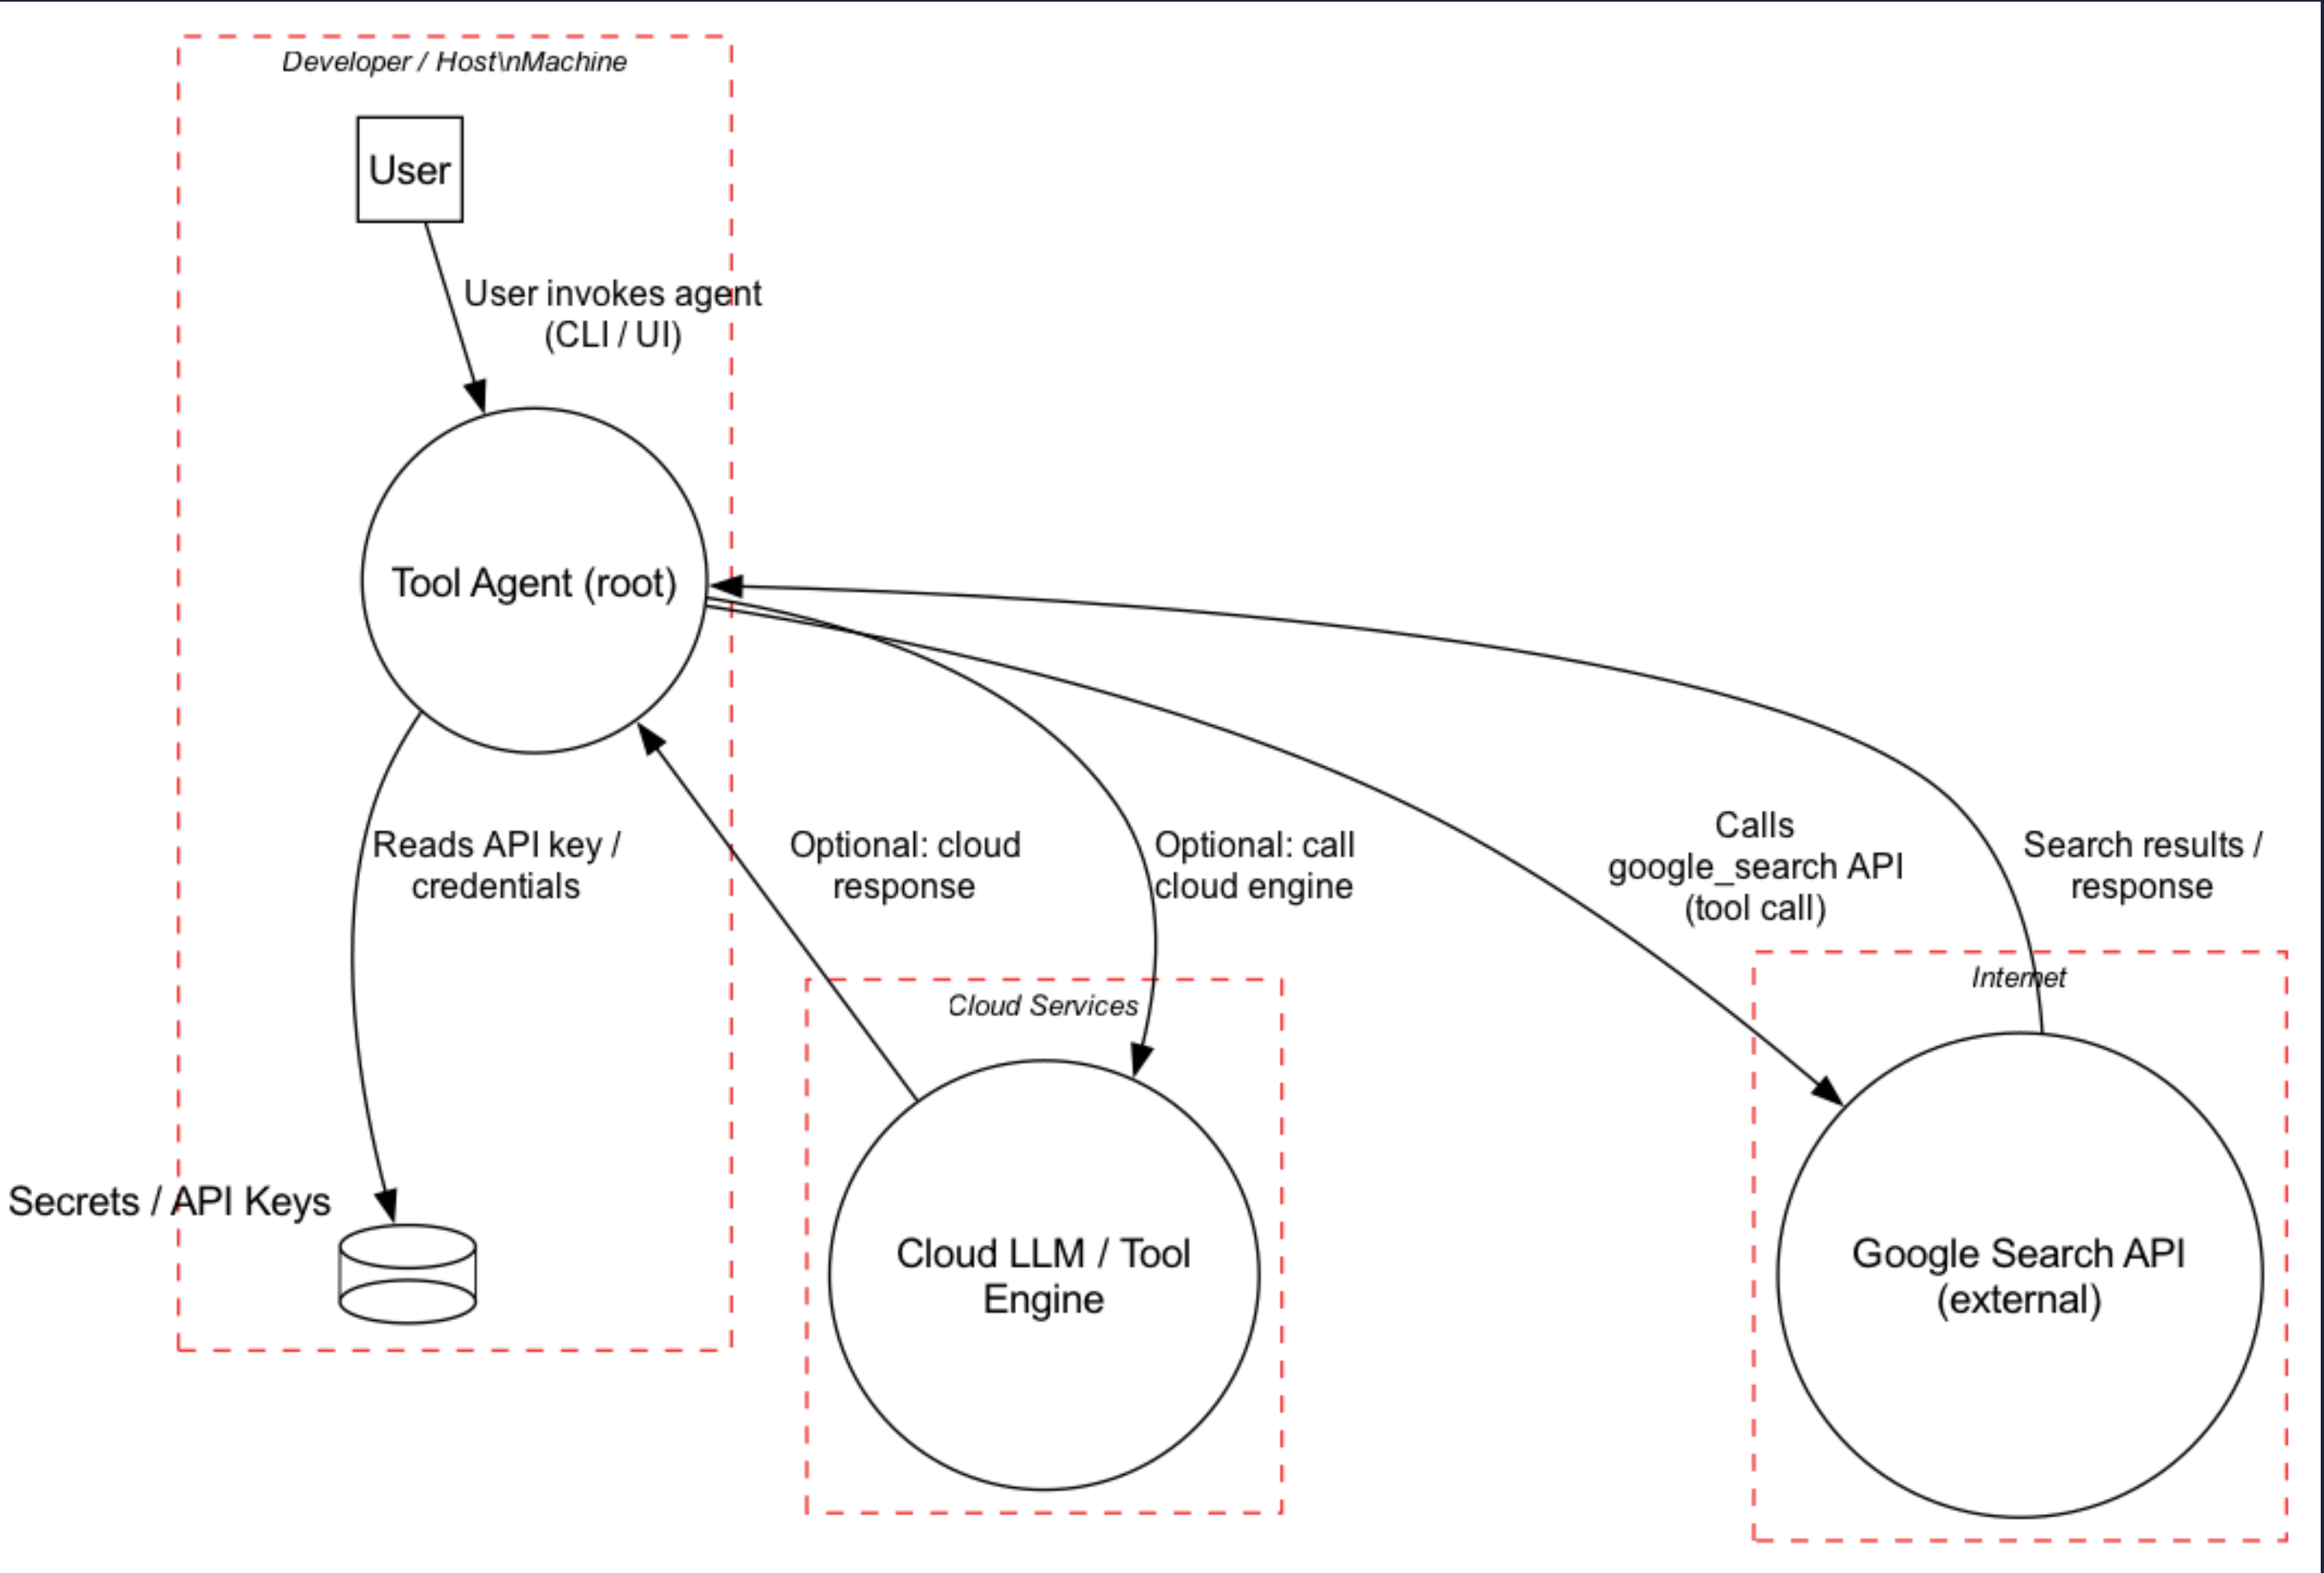 Developer / Host\nMachine
User
User invokes agent
(CLI / UI)
Tool Agent (root)
Reads API key /
credentials
Optional: cloud
response
Optional: call
cloud engine
Calls
google_search API
(tool call)
Search results /
response
Secrets / API Keys
Cloud Services
Cloud LLM / Tool
Engine
Internet
Google Search API
(external)